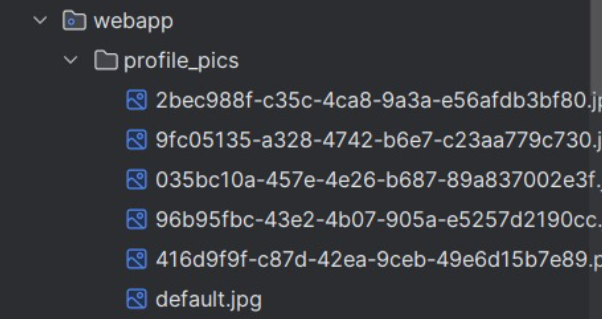 webapp
profile_pics
2bec988f-c35c-4ca8-9a3a-e56afdb3bf80.jp
9fc05135-a328-4742-b6e7-c23aa779c730.j
035bc10a-457e-4e26-b687-89a837002e3f.
96b95fbc-43e2-4b07-905a-e5257d2190cc.
416d9f9f-c87d-42ea-9ceb-49e6d15b7e89.p
default.jpg